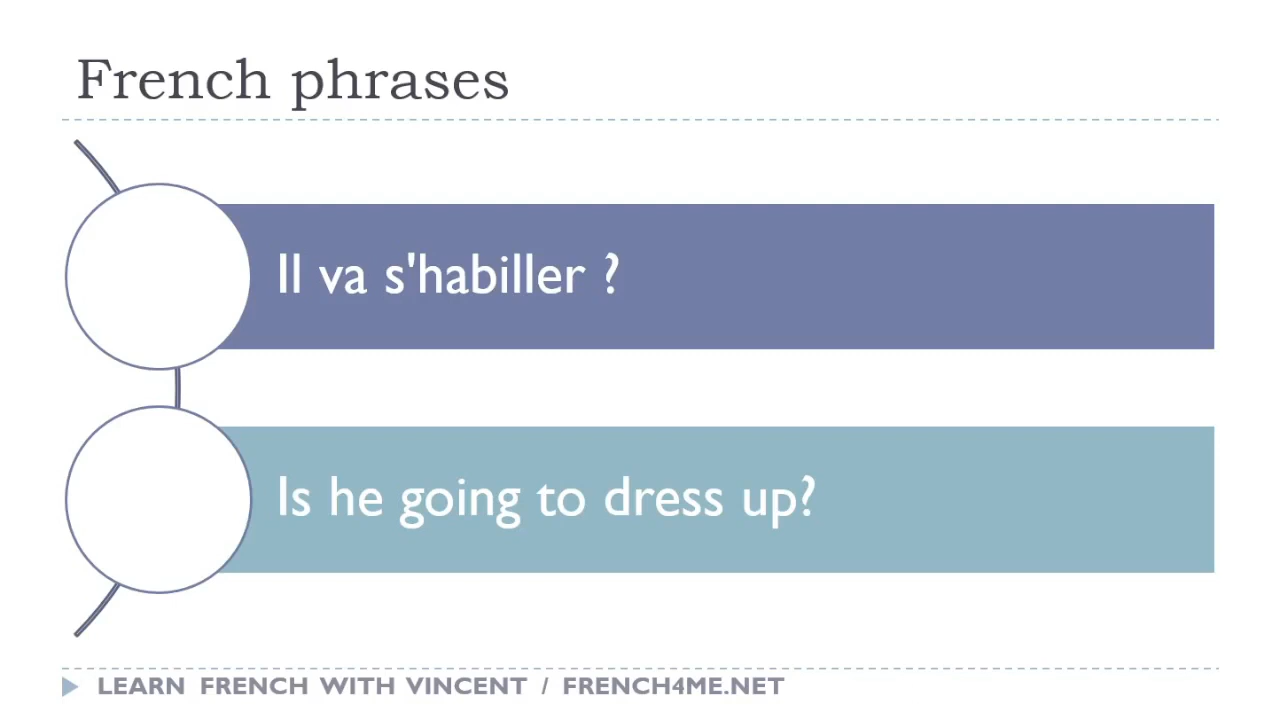 French phrases
Il va s'habiller ?
Is he going to dress up?
LEARN FRENCH WITH VINCENT / FRENCH4ME.NET